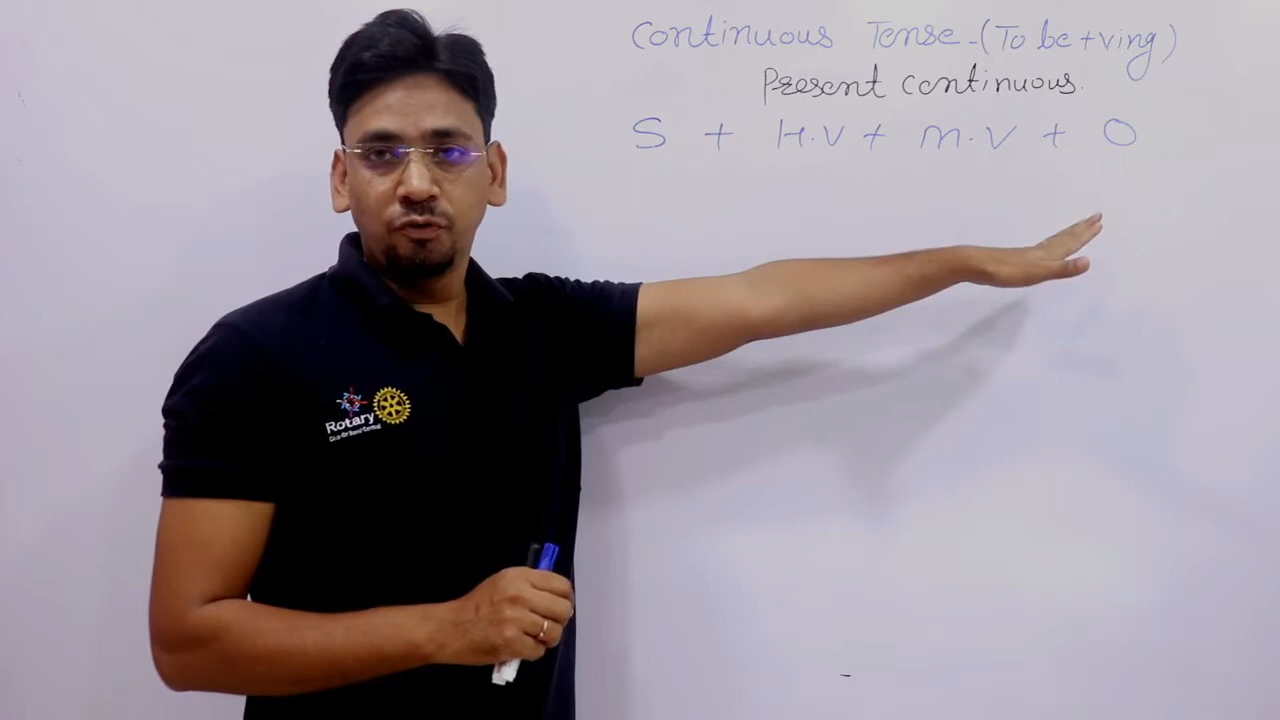 Continuous Tense-(To be+ving)
Present continuous.
S + H.V + M.V + O
Rotary